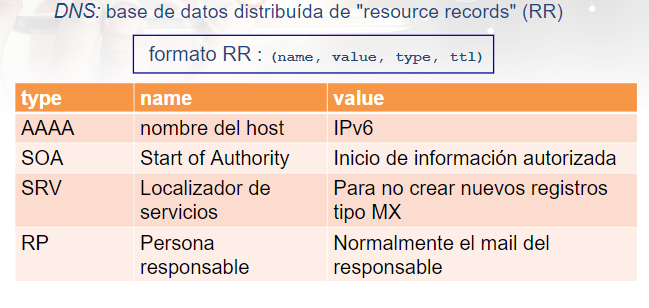 DNS: base de datos distribuída de "resource records" (RR)
formato RR : (name, value, type, ttl)
type name value
AAAA nombre del host IPv6
SOA Start of Authority Inicio de información autorizada
SRV Localizador de servicios Para no crear nuevos registros tipo MX
RP Persona responsable Normalmente el mail del responsable